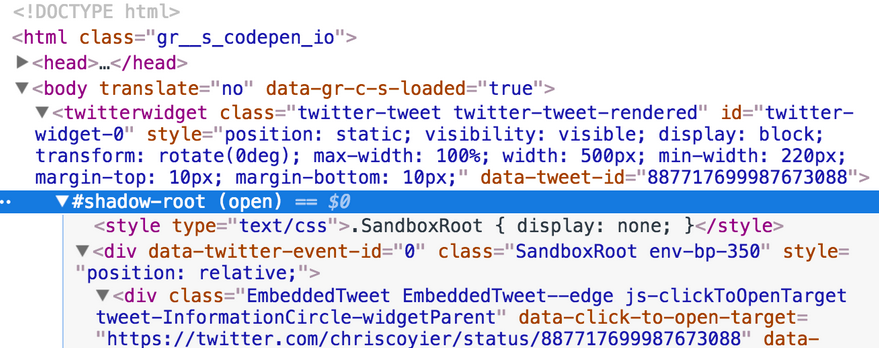 <!DOCTYPE html>
<html class="gr__s_codepen_io">
▶<head>…</head>
▼<body translate="no" data-gr-c-s-loaded="true">
▼<twitterwidget class="twitter-tweet twitter-tweet-rendered" id="twitter-
widget-0" style="position: static; visibility: visible; display: block;
transform: rotate(0deg); max-width: 100%; width: 500px; min-width: 220px;
margin-top: 10px; margin-bottom: 10px;" data-tweet-id="887717699987673088">
▼#shadow-root (open) == $0
<style type="text/css">.SandboxRoot { display: none; }</style>
▼<div data-twitter-event-id="0" class="SandboxRoot env-bp-350" style=
"position: relative;">
▼<div class="EmbeddedTweet EmbeddedTweet--edge js-clickToOpenTarget
tweet-InformationCircle-widgetParent" data-click-to-open-target=
"https://twitter.com/chriscoyier/status/887717699987673088" data-